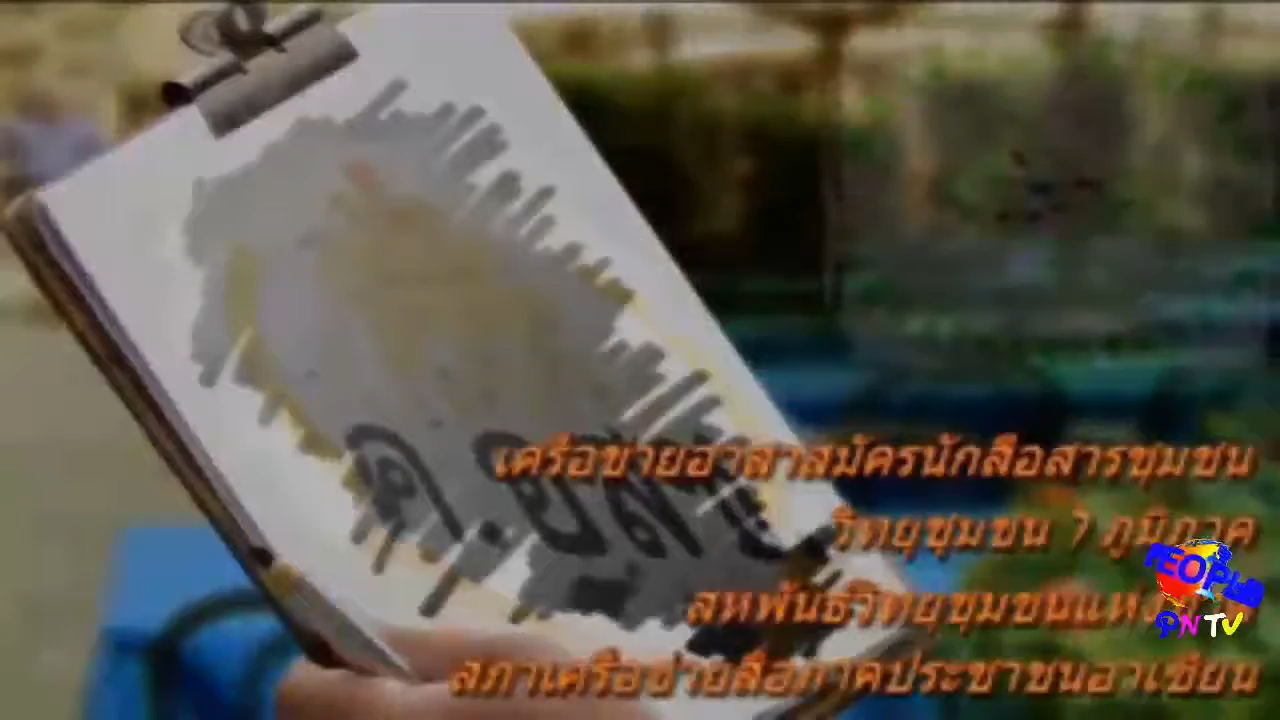 เครือข่ายอาสาสมัครนักสื่อสารชุมชน
วิทยุชุมชน 7 ภูมิภาค
สหพันธ์วิทยุชุมชน
สภาเครือข่ายสื่อภาคประชาชนอาเซียน
PEOPLE
PNTV